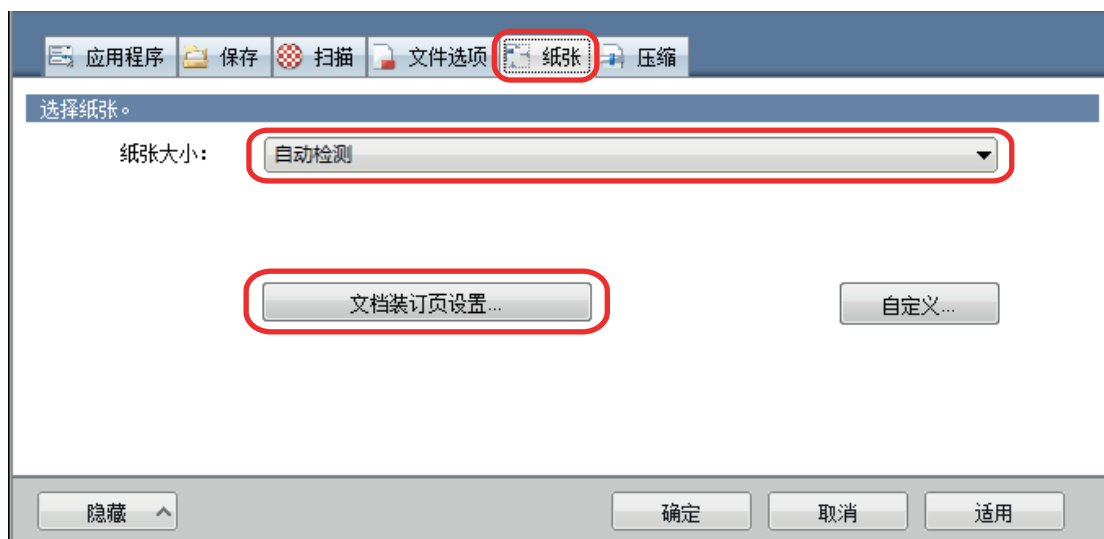 应用程序 保存 扫描 文件选项 纸张 压缩
选择纸张。
纸张大小： 自动检测
文档装订页设置... 自定义...
隐藏 确定 取消 适用